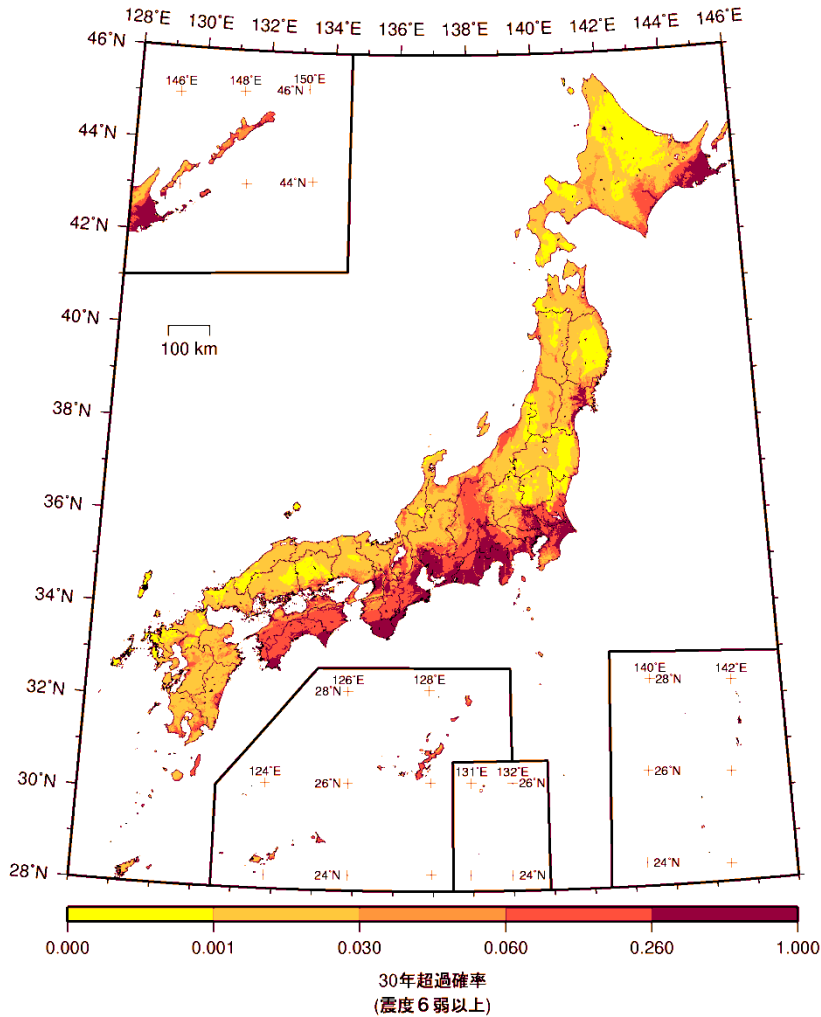 128°E 130°E 132°E 134°E 136°E 138°E 140°E 142°E 144°E 146°E
46°N
146°E 148°E 150°E
46°N
44°N
44°N
42°N
40°N
100 km
38°N
36°N
34°N
32°N
126°E 128°E
28°N
140°E 142°E
28°N
30°N
124°E
26°N
131°E 132°E
26°N
26°N
28°N
24°N
24°N
24°N
0.000 0.001 0.030 0.060 0.260 1.000
30年超過確率
(震度６弱以上)